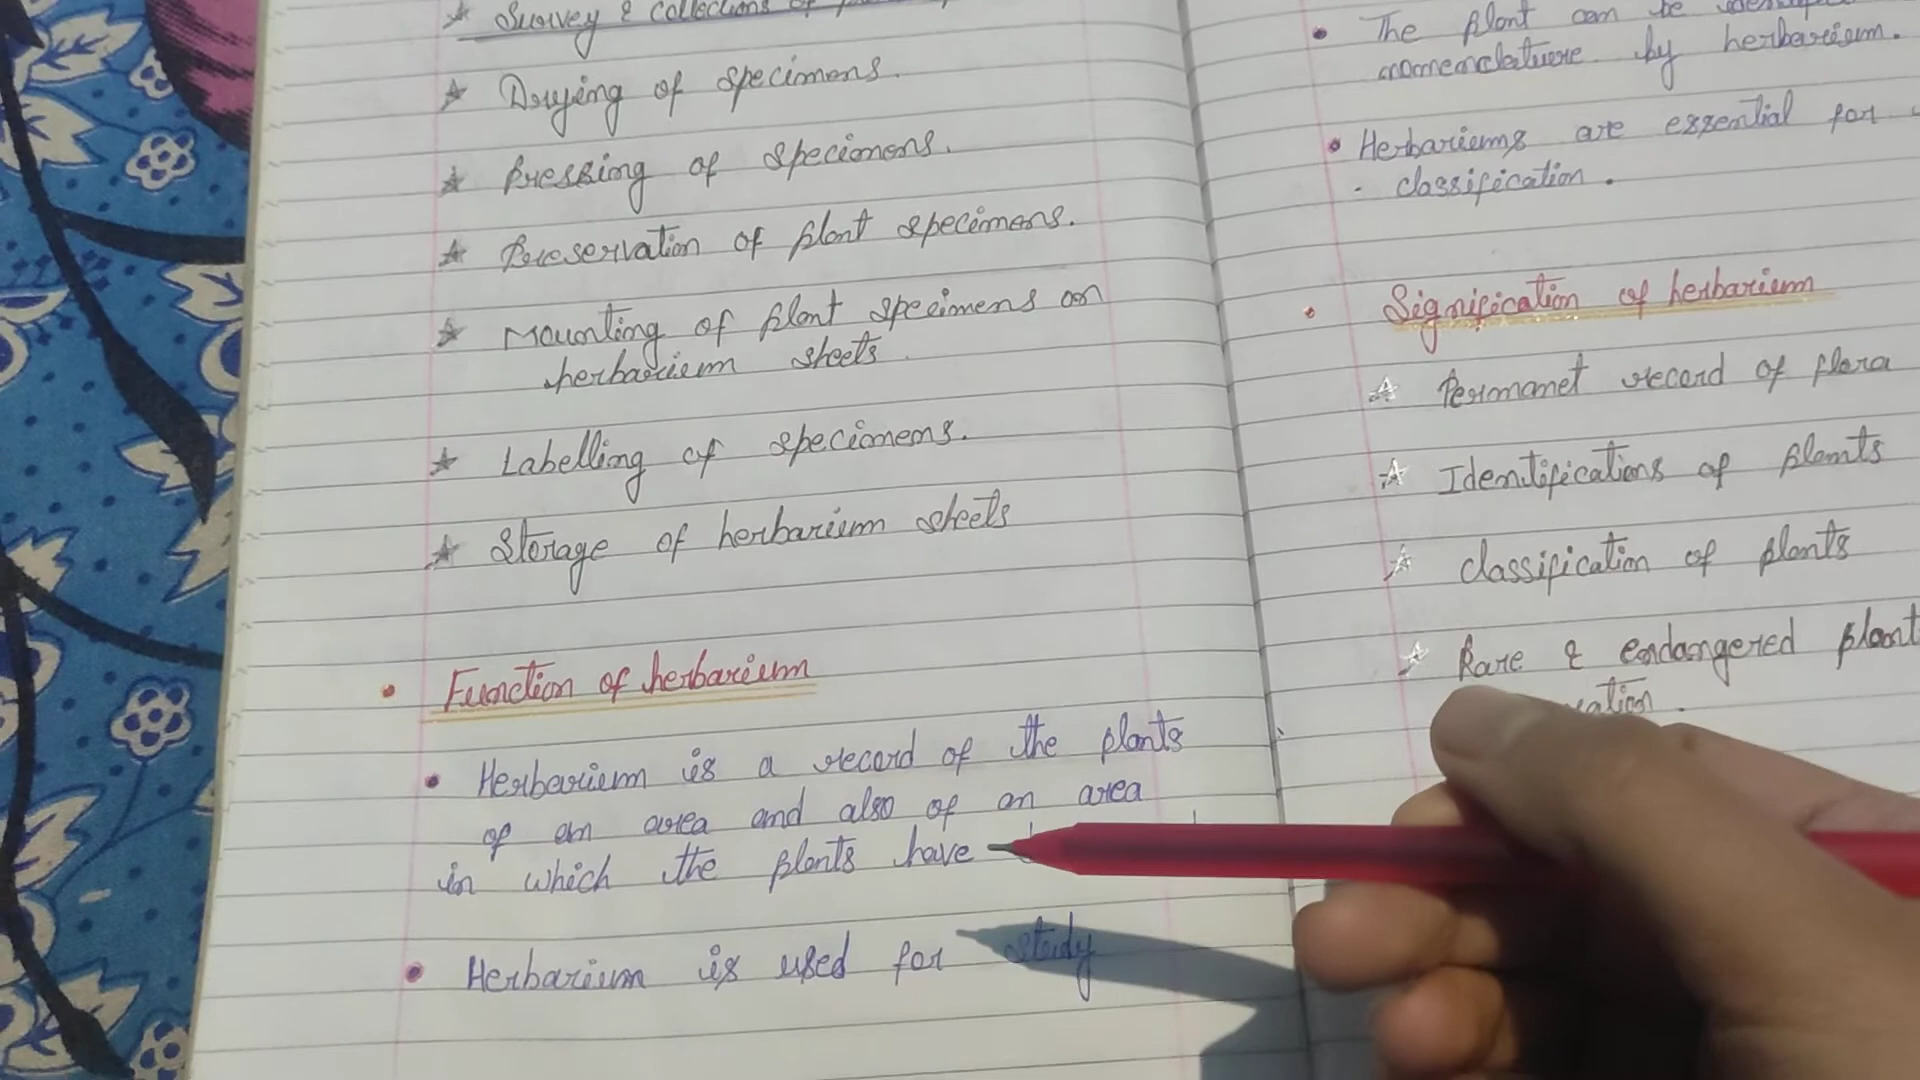 ★ Survey & collections of
★ Drying of specimens.
★ Pressing of specimens.
★ Preservation of plant specimens.
★ Mounting of plant specimens on
herbarium sheets.
★ Labelling of specimens.
★ Storage of herbarium sheets
• Function of herbarium
• Herbarium is a record of the plants
of an area and also of an area
in which the plants have
• Herbarium is used for study
• The plant can be
nomenclature by herbarium.
• Herbariums are essential for
classification.
• Signification of herbarium
☆ Permanet record of flora
☆ Identifications of plants
☆ classification of plants
☆ Rare & endangered plant